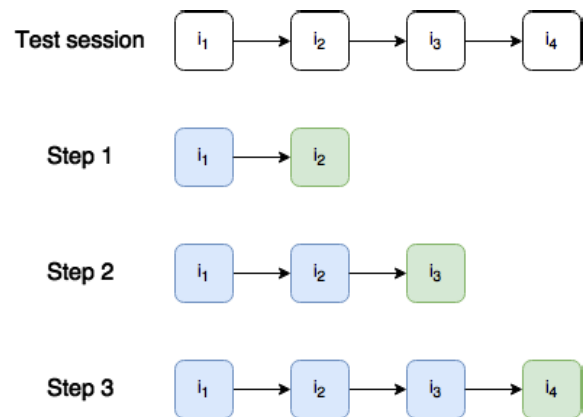 Test session i₁ i₂ i₃ i₄
Step 1 i₁ i₂
Step 2 i₁ i₂ i₃
Step 3 i₁ i₂ i₃ i₄